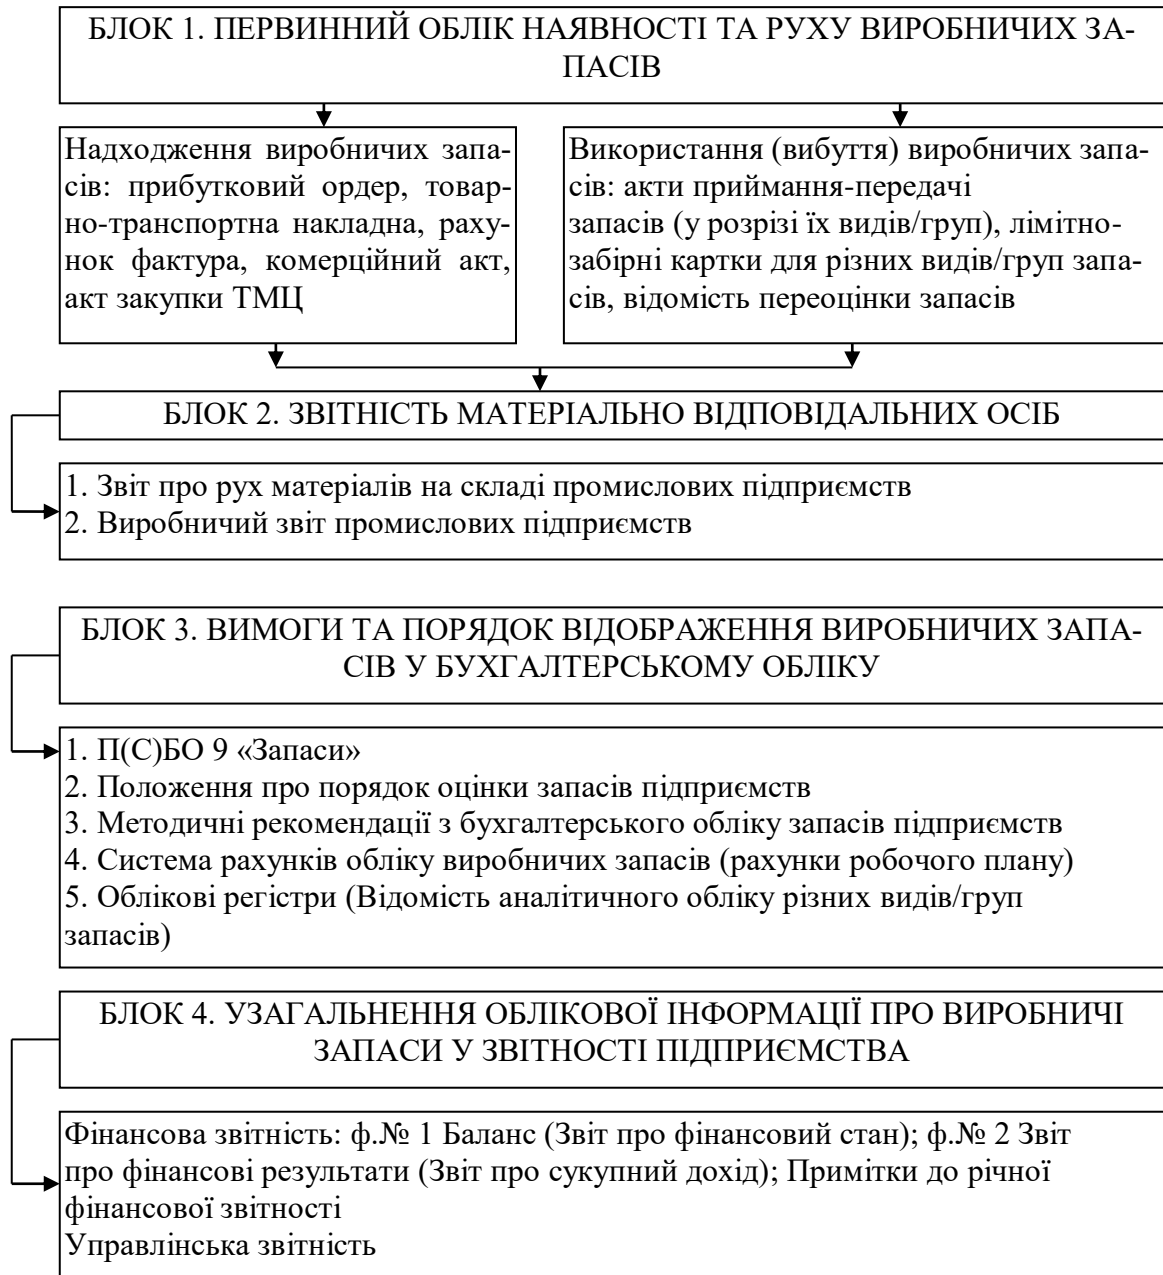 БЛОК 1. ПЕРВИННИЙ ОБЛІК НАЯВНОСТІ ТА РУХУ ВИРОБНИЧИХ ЗА-
ПАСІВ
Надходження виробничих запа-
сів: прибутковий ордер, товар-
но-транспортна накладна, раху-
нок фактура, комерційний акт,
акт закупки ТМЦ
Використання (вибуття) виробничих запа-
сів: акти приймання-передачі
запасів (у розрізі їх видів/груп), лімітно-
забірні картки для різних видів/груп запа-
сів, відомість переоцінки запасів
БЛОК 2. ЗВІТНІСТЬ МАТЕРІАЛЬНО ВІДПОВІДАЛЬНИХ ОСІБ
1. Звіт про рух матеріалів на складі промислових підприємств
2. Виробничий звіт промислових підприємств
БЛОК 3. ВИМОГИ ТА ПОРЯДОК ВІДОБРАЖЕННЯ ВИРОБНИЧИХ ЗАПА-
СІВ У БУХГАЛТЕРСЬКОМУ ОБЛІКУ
1. П(С)БО 9 «Запаси»
2. Положення про порядок оцінки запасів підприємств
3. Методичні рекомендації з бухгалтерського обліку запасів підприємств
4. Система рахунків обліку виробничих запасів (рахунки робочого плану)
5. Облікові регістри (Відомість аналітичного обліку різних видів/груп
запасів)
БЛОК 4. УЗАГАЛЬНЕННЯ ОБЛІКОВОЇ ІНФОРМАЦІЇ ПРО ВИРОБНИЧІ
ЗАПАСИ У ЗВІТНОСТІ ПІДПРИЄМСТВА
Фінансова звітність: ф.№ 1 Баланс (Звіт про фінансовий стан); ф.№ 2 Звіт
про фінансові результати (Звіт про сукупний дохід); Примітки до річної
фінансової звітності
Управлінська звітність